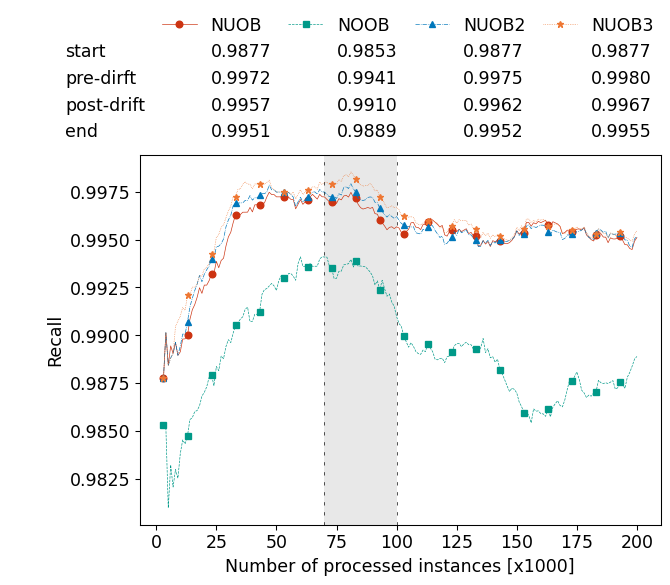 NUOB NOOB NUOB2 NUOB3
start 0.9877 0.9853 0.9877 0.9877
pre-dirft 0.9972 0.9941 0.9975 0.9980
post-drift 0.9957 0.9910 0.9962 0.9967
end 0.9951 0.9889 0.9952 0.9955
0.9975
0.9950
0.9925
0.9900
0.9875
0.9850
0.9825
Recall
0 25 50 75 100 125 150 175 200
Number of processed instances [x1000]